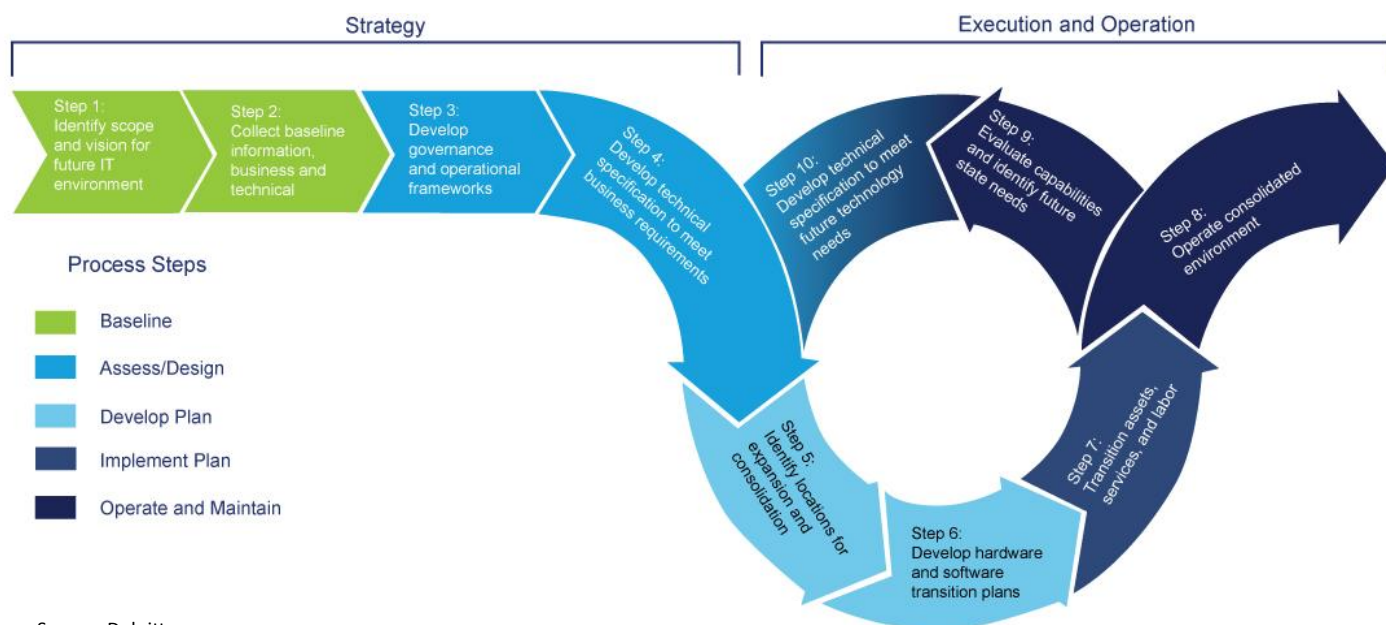 Strategy
Execution and Operation
Step 1:
Identify scope
and vision for
future IT
environment
Step 2:
Collect baseline
information,
business and
technical
Step 3:
Develop
governance
and operational
frameworks
Step 4:
Develop technical
specification to meet
business requirements
Step 10:
Develop technical
specification to meet
future technology
needs
Step 9:
Evaluate capabilities
and identify future
state needs
Step 8:
Operate consolidated
environment
Process Steps
Baseline
Assess/Design
Develop Plan
Implement Plan
Operate and Maintain
Step 5:
Identify locations for
expansion and
consolidation
Step 6:
Develop hardware
and software
transition plans
Step 7:
Transition assets,
services, and labor